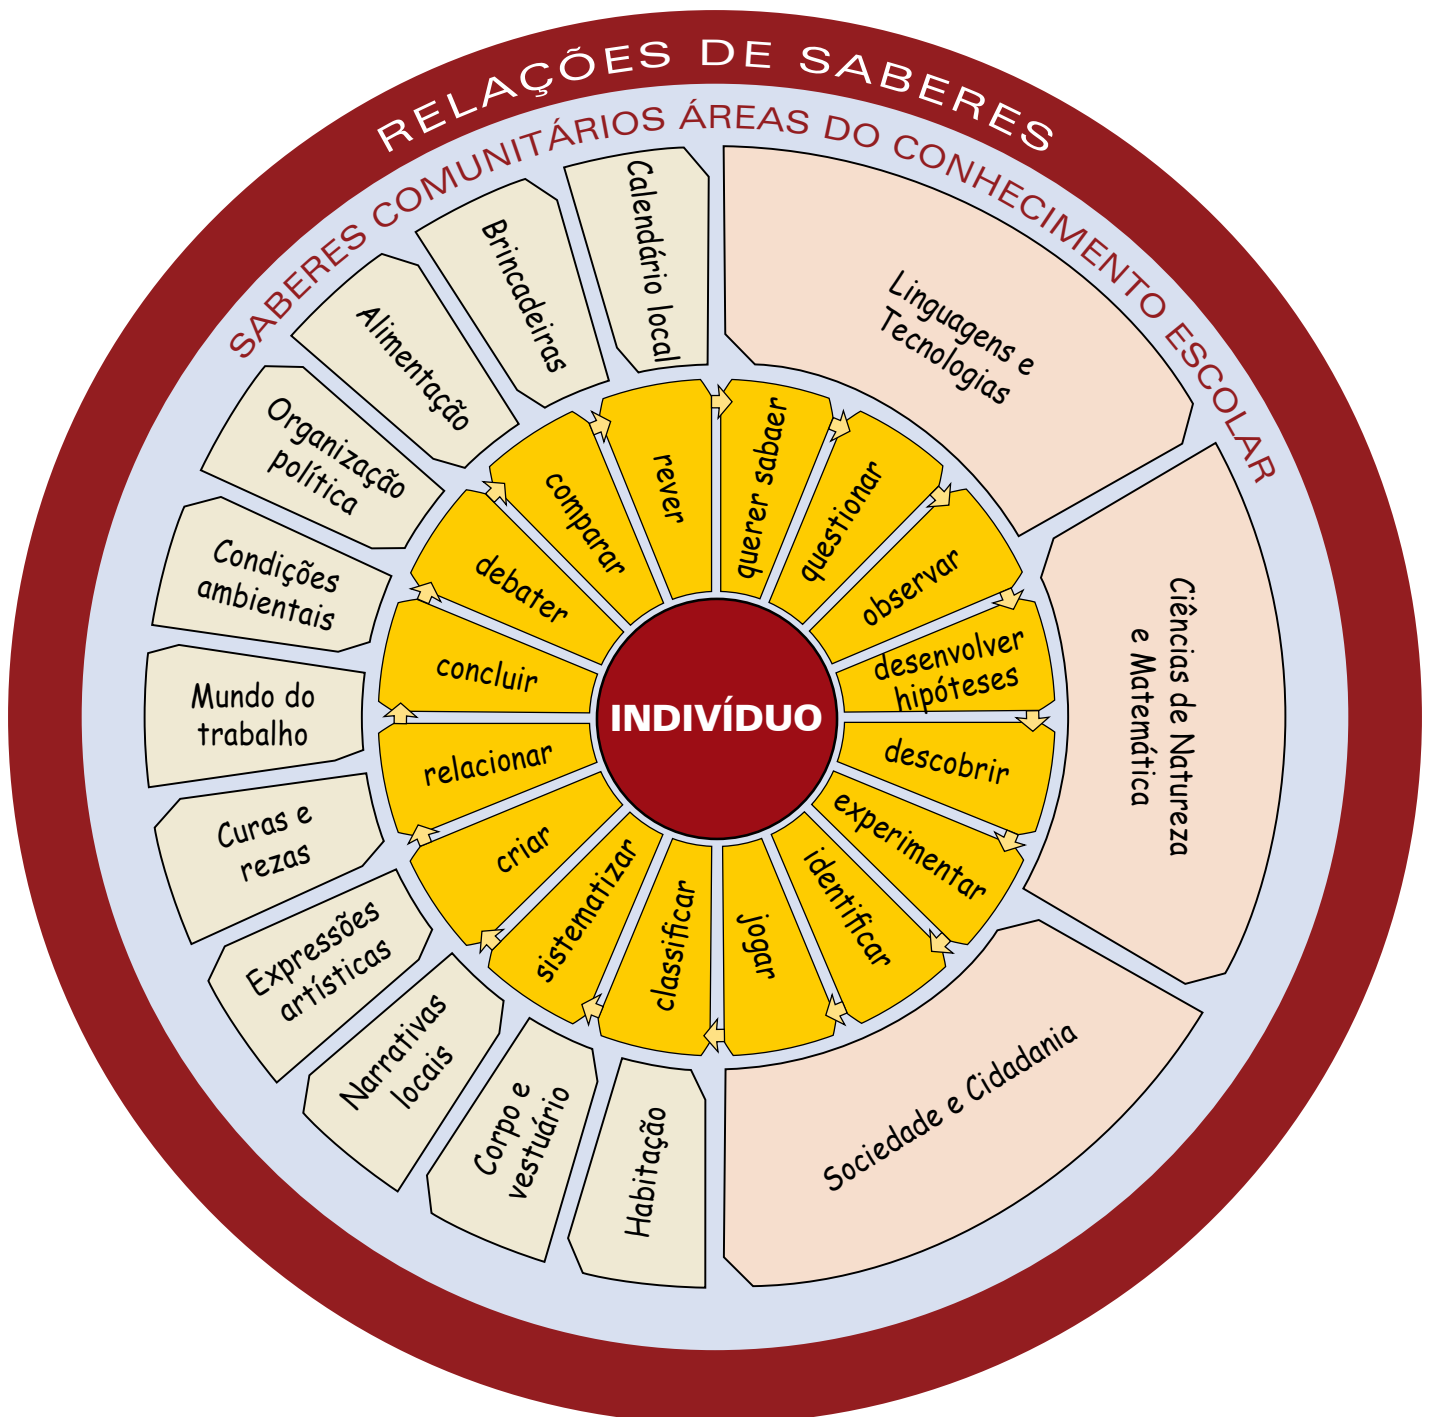 RELAÇÕES DE SABERES
SABERES COMUNITÁRIOS
ÁREAS DO CONHECIMENTO ESCOLAR
Calendário local
Brincadeiras
Alimentação
Organização
política
Condições
ambientais
Mundo do
trabalho
Curas e
rezas
Expressões
artísticas
Narrativas
locais
Corpo e
vestuário
Habitação
Linguagens e
Tecnologias
Ciências de Natureza
e Matemática
Sociedade e Cidadania
querer sabaer
questionar
observar
desenvolver
hipóteses
descobrir
experimentar
identificar
jogar
classificar
sistematizar
criar
relacionar
concluir
debater
comparar
rever
INDIVÍDUO